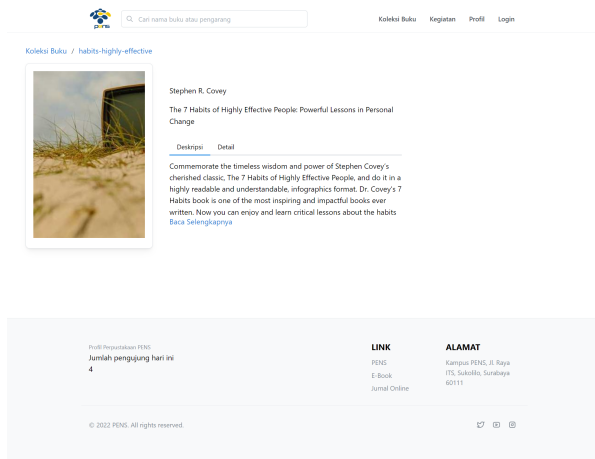 PENS
Cari nama buku atau pengarang
Koleksi Buku
Kegiatan
Profil
Login
Koleksi Buku / habits-highly-effective
Stephen R. Covey
The 7 Habits of Highly Effective People: Powerful Lessons in Personal
Change
Deskripsi
Detail
Commemorate the timeless wisdom and power of Stephen Covey's
cherished classic, The 7 Habits of Highly Effective People, and do it in a
highly readable and understandable, infographics format. Dr. Covey's 7
Habits book is one of the most inspiring and impactful books ever
written. Now you can enjoy and learn critical lessons about the habits
Baca Selengkapnya
Profil Perpustakaan PENS
Jumlah pengujung hari ini
4
LINK
PENS
E-Book
Jurnal Online
ALAMAT
Kampus PENS, Jl. Raya
ITS, Sukolilo, Surabaya
60111
© 2022 PENS. All rights reserved.